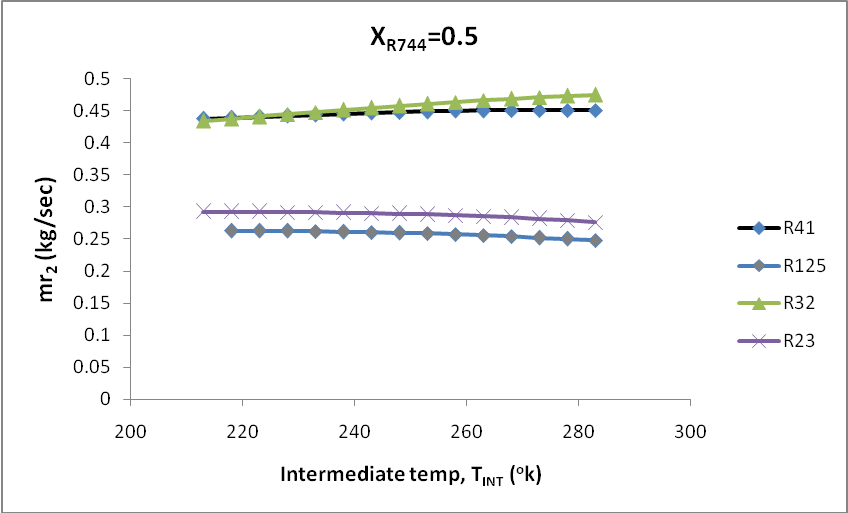 X_R744=0.5
mr₂ (kg/sec)
0.5
0.45
0.4
0.35
0.3
0.25
0.2
0.15
0.1
0.05
0
200 220 240 260 280 300
Intermediate temp, T_INT (ᵒk)
R41
R125
R32
R23